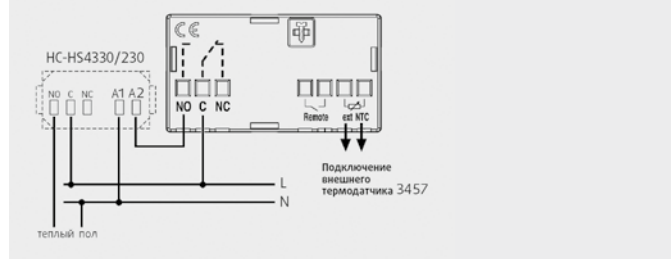 CE
HC-HS4330/230
NO C NC A1 A2
NO C NC
Remote ext NTC
Подключение
внешнего
термодатчика 3457
L
N
теплый пол